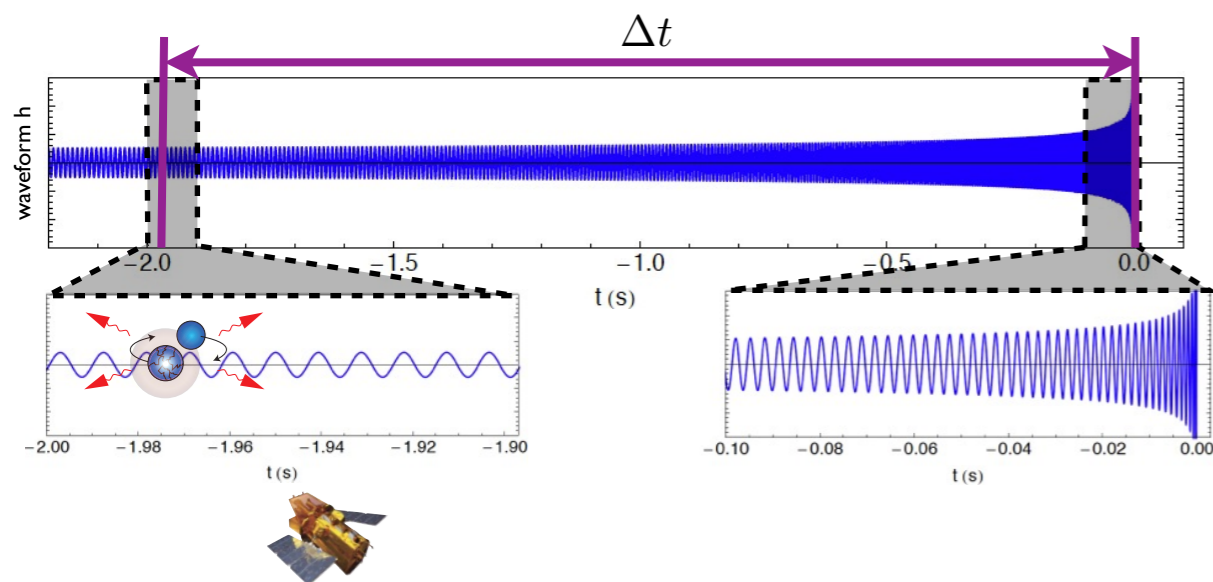 Δt
waveform h
−2.0 −1.5 −1.0 −0.5 0.0
t (s)
−2.00 −1.98 −1.96 −1.94 −1.92 −1.90
t (s)
−0.10 −0.08 −0.06 −0.04 −0.02 0.00
t (s)